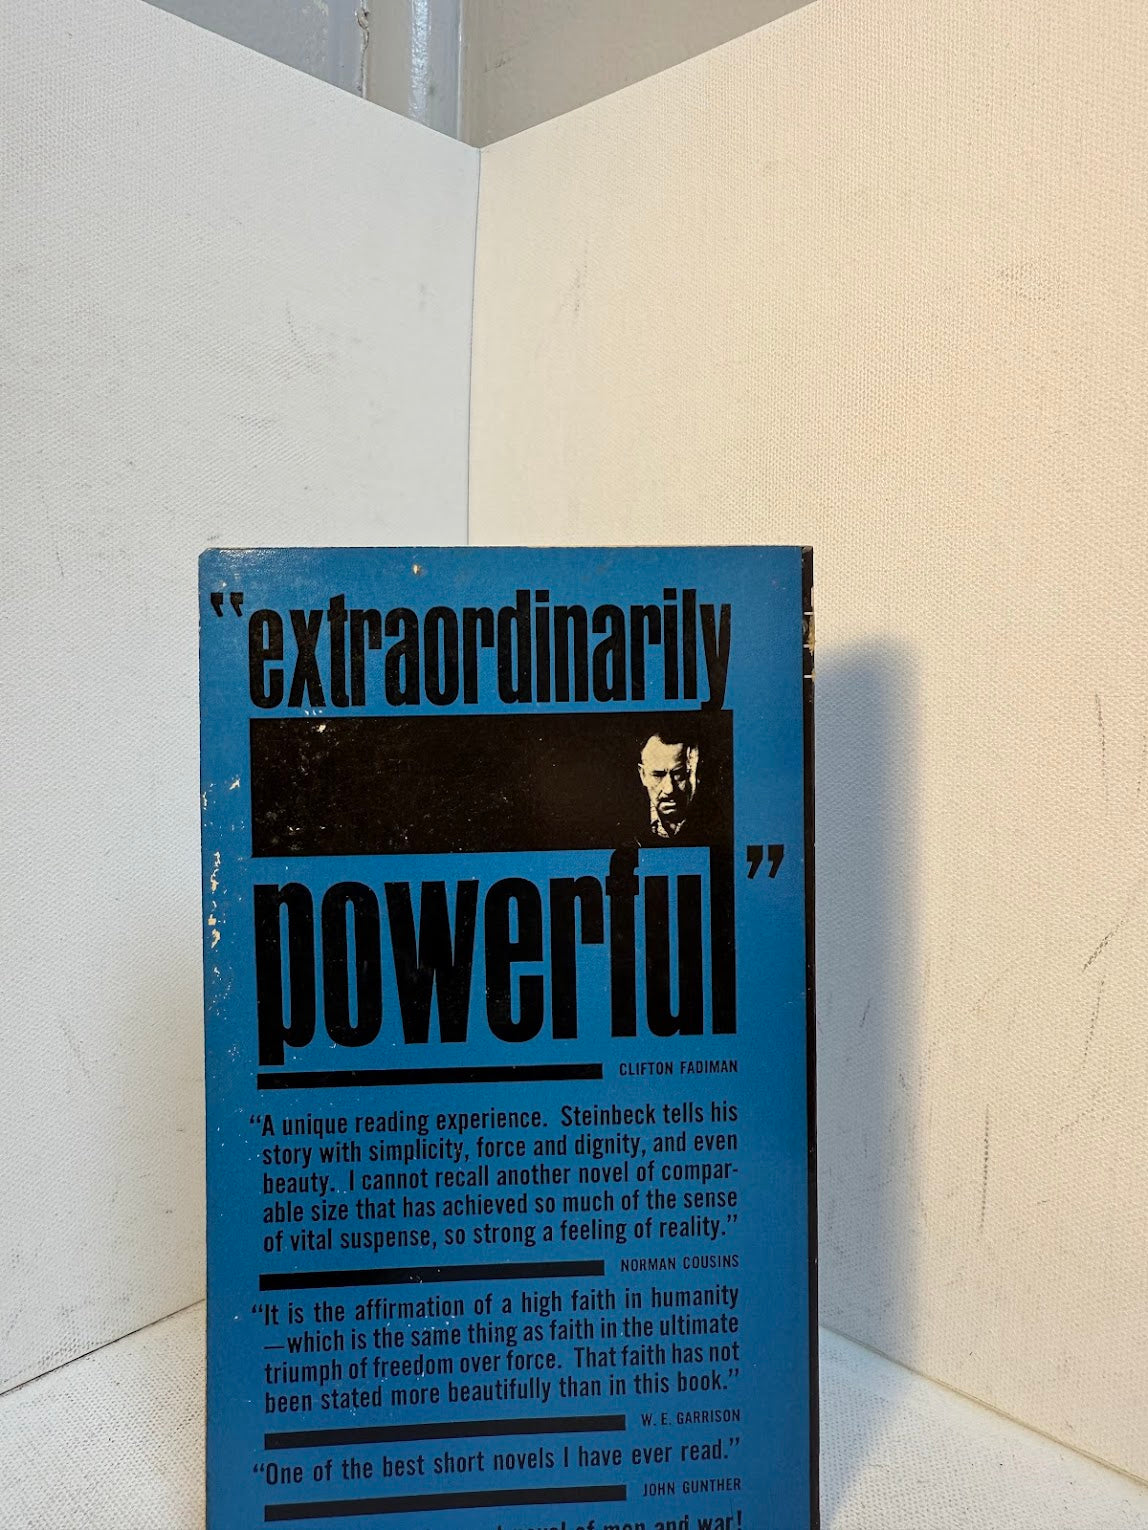 "extraordinarily
powerful"
CLIFTON FADIMAN
"A unique reading experience. Steinbeck tells his
story with simplicity, force and dignity, and even
beauty. I cannot recall another novel of compar-
able size that has achieved so much of the sense
of vital suspense, so strong a feeling of reality."
NORMAN COUSINS
"It is the affirmation of a high faith in humanity
—which is the same thing as faith in the ultimate
triumph of freedom over force. That faith has not
been stated more beautifully than in this book."
W. E. GARRISON
"One of the best short novels I have ever read."
JOHN GUNTHER
of men and war!